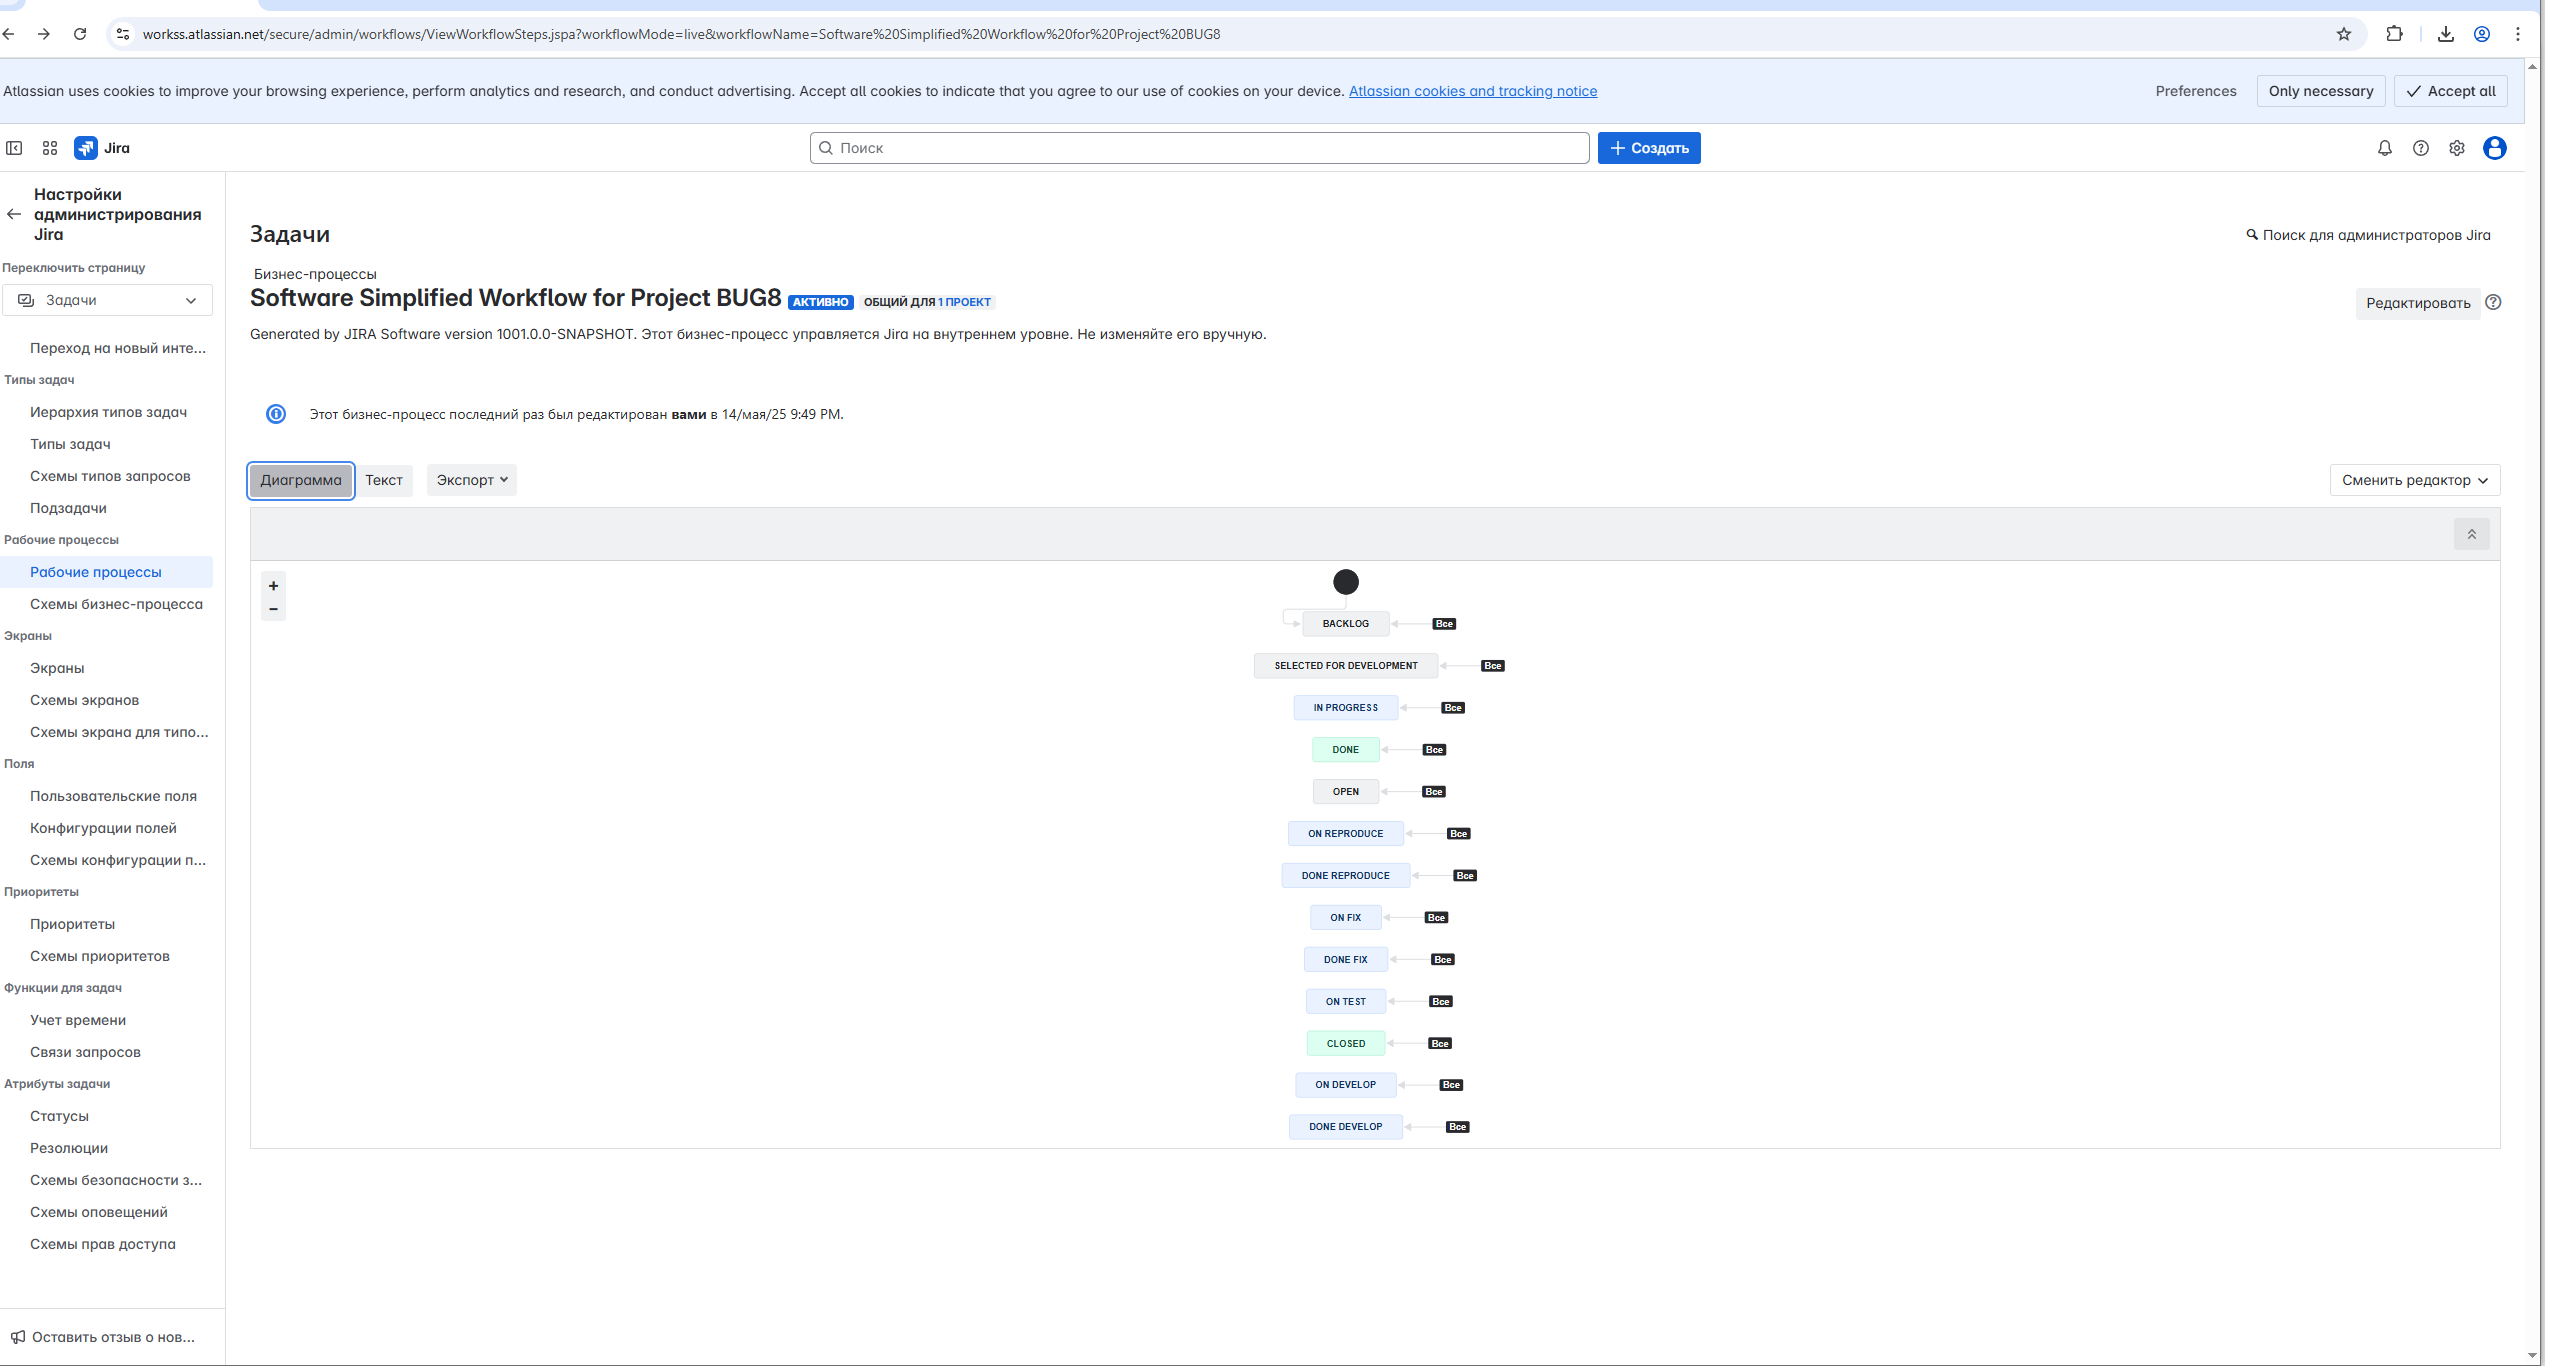 workss.atlassian.net/secure/admin/workflows/ViewWorkflowSteps.jspa?workflowMode=live&workflowName=Software%20Simplified%20Workflow%20for%20Project%20BUG8
Atlassian uses cookies to improve your browsing experience, perform analytics and research, and conduct advertising. Accept all cookies to indicate that you agree to our use of cookies on your device. Atlassian cookies and tracking notice
Preferences
Only necessary
Accept all
Jira
Поиск
Создать
Настройки
администрирования
Jira
Переключить страницу
Задачи
Переход на новый инте...
Типы задач
Иерархия типов задач
Типы задач
Схемы типов запросов
Подзадачи
Рабочие процессы
Рабочие процессы
Схемы бизнес-процесса
Экраны
Экраны
Схемы экранов
Схемы экрана для типо...
Поля
Пользовательские поля
Конфигурации полей
Схемы конфигурации п...
Приоритеты
Приоритеты
Схемы приоритетов
Функции для задач
Учет времени
Связи запросов
Атрибуты задачи
Статусы
Резолюции
Схемы безопасности з...
Схемы оповещений
Схемы прав доступа
Оставить отзыв о нов...
Задачи
Поиск для администраторов Jira
Бизнес-процессы
Software Simplified Workflow for Project BUG8 АКТИВНО ОБЩИЙ ДЛЯ 1 ПРОЕКТ
Редактировать
Generated by JIRA Software version 1001.0.0-SNAPSHOT. Этот бизнес-процесс управляется Jira на внутреннем уровне. Не изменяйте его вручную.
Этот бизнес-процесс последний раз был редактирован вами в 14/мая/25 9:49 PM.
Диаграмма Текст Экспорт
Сменить редактор
+
−
BACKLOG Все
SELECTED FOR DEVELOPMENT Все
IN PROGRESS Все
DONE Все
OPEN Все
ON REPRODUCE Все
DONE REPRODUCE Все
ON FIX Все
DONE FIX Все
ON TEST Все
CLOSED Все
ON DEVELOP Все
DONE DEVELOP Все